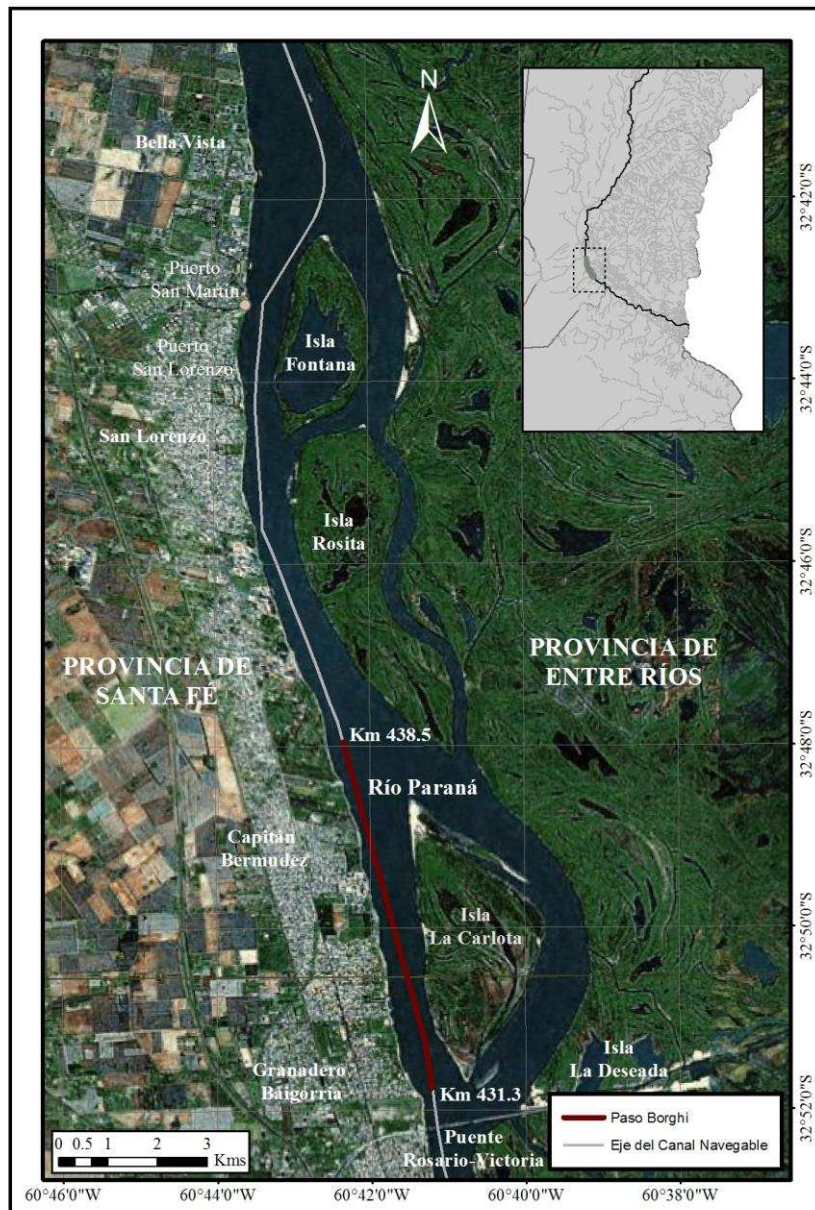 N
Bella Vista
32°42'0"S
Puerto
San Martín
Isla
Fontana
Puerto
San Lorenzo
32°44'0"S
San Lorenzo
Isla
Rosita
32°46'0"S
PROVINCIA DE
SANTA FÉ
PROVINCIA DE
ENTRE RÍOS
Km 438.5
32°48'0"S
Río Paraná
Capitán
Bermudez
Isla
La Carlota
32°50'0"S
Granadero
Baigorria
Isla
La Deseada
Km 431.3
32°52'0"S
Puente
Rosario-Victoria
0 0.5 1 2 3
Kms
Paso Borghi
Eje del Canal Navegable
60°46'0"W 60°44'0"W 60°42'0"W 60°40'0"W 60°38'0"W